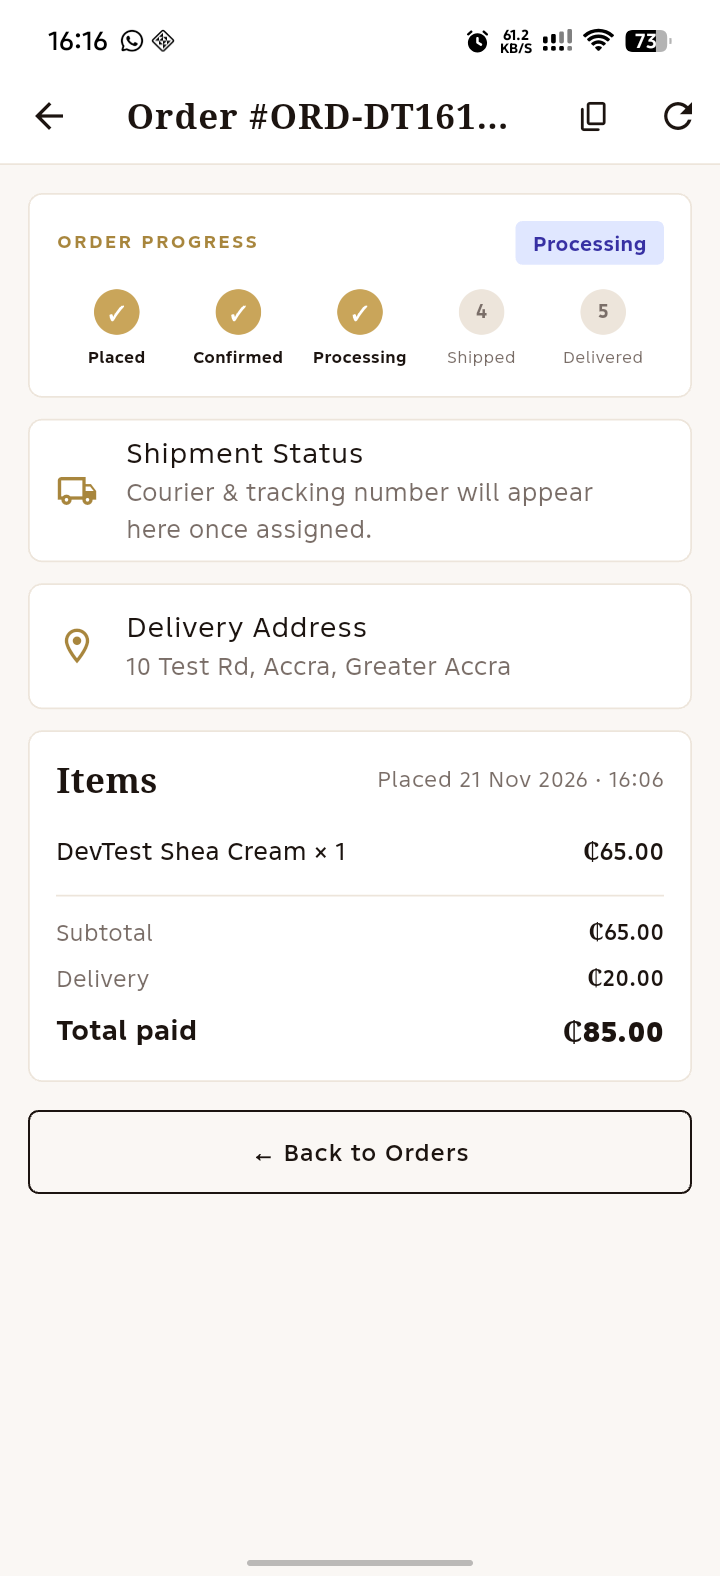 16:16
61.2
KB/S
73
Order #ORD-DT161...
ORDER PROGRESS
Processing
✓ ✓ ✓ 4 5
Placed Confirmed Processing Shipped Delivered
Shipment Status
Courier & tracking number will appear
here once assigned.
Delivery Address
10 Test Rd, Accra, Greater Accra
Items
Placed 21 Nov 2026 · 16:06
DevTest Shea Cream × 1 ₵65.00
Subtotal ₵65.00
Delivery ₵20.00
Total paid ₵85.00
← Back to Orders